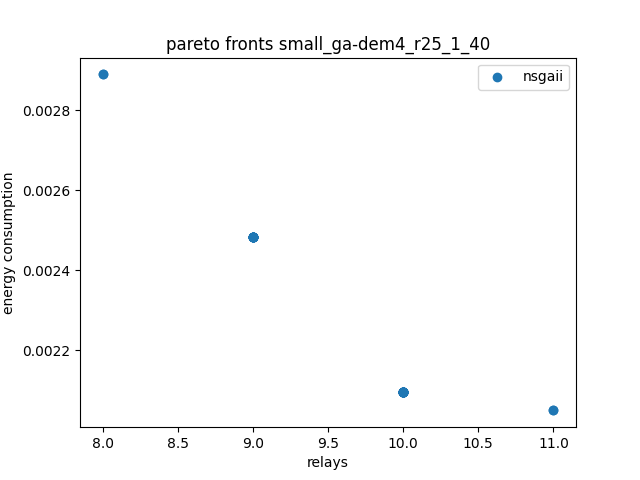 pareto fronts small_ga-dem4_r25_1_40
nsgaii
energy consumption
0.0028
0.0026
0.0024
0.0022
8.0 8.5 9.0 9.5 10.0 10.5 11.0
relays